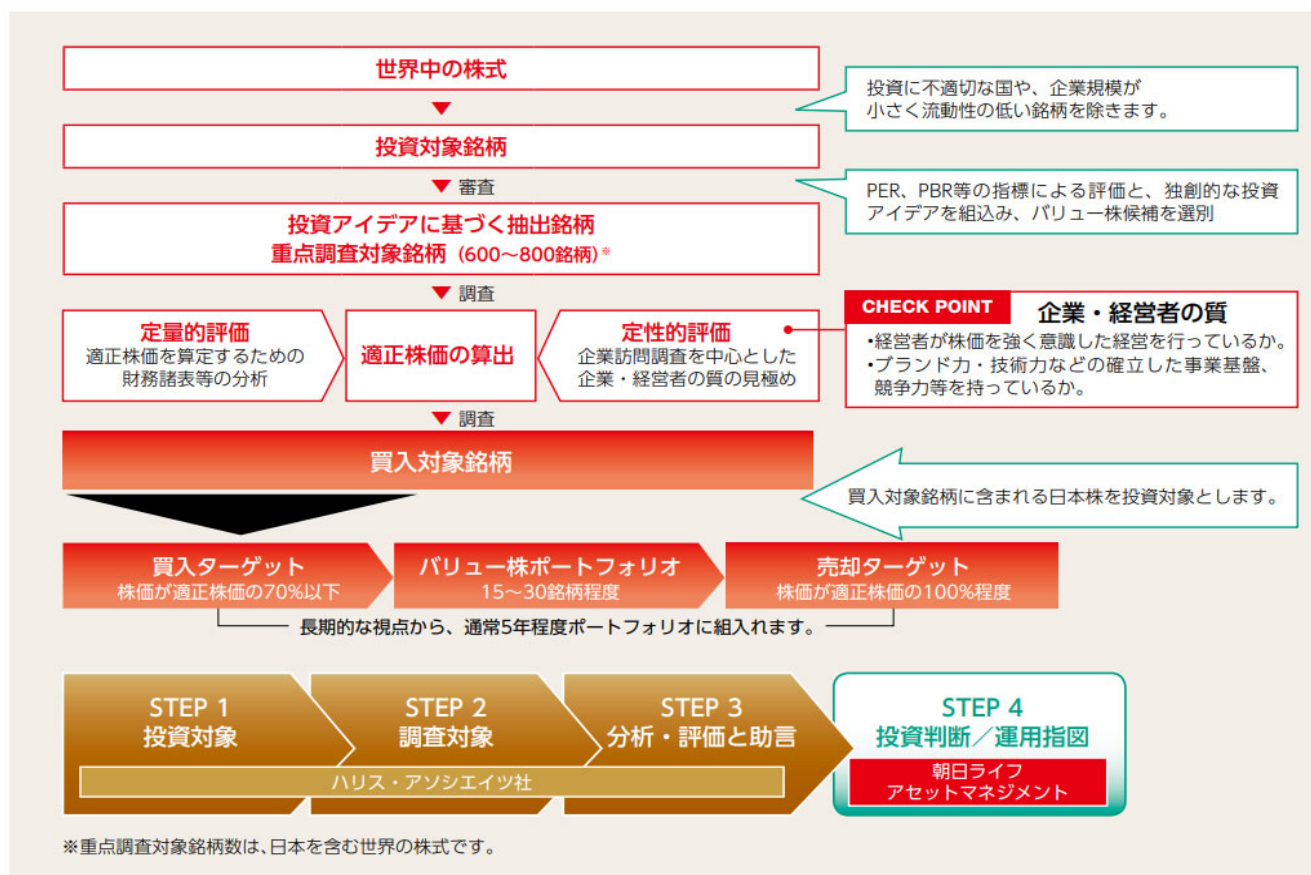 世界中の株式
▼
投資に不適切な国や、企業規模が
小さく流動性の低い銘柄を除きます。
投資対象銘柄
▼ 審査
PER、PBR等の指標による評価と、独創的な投資
アイデアを組込み、バリュー株候補を選別
投資アイデアに基づく抽出銘柄
重点調査対象銘柄（600～800銘柄）※
▼ 調査
定量的評価
適正株価を算定するための
財務諸表等の分析
適正株価の算出
定性的評価
企業訪問調査を中心とした
企業・経営者の質の見極め
CHECK POINT 企業・経営者の質
・経営者が株価を強く意識した経営を行っているか。
・ブランド力・技術力などの確立した事業基盤、
競争力等を持っているか。
▼ 調査
買入対象銘柄
買入対象銘柄に含まれる日本株を投資対象とします。
買入ターゲット
株価が適正株価の70%以下
バリュー株ポートフォリオ
15～30銘柄程度
売却ターゲット
株価が適正株価の100%程度
長期的な視点から、通常5年程度ポートフォリオに組入れます。
STEP 1
投資対象
STEP 2
調査対象
STEP 3
分析・評価と助言
ハリス・アソシエイツ社
STEP 4
投資判断／運用指図
朝日ライフ
アセットマネジメント
※重点調査対象銘柄数は、日本を含む世界の株式です。